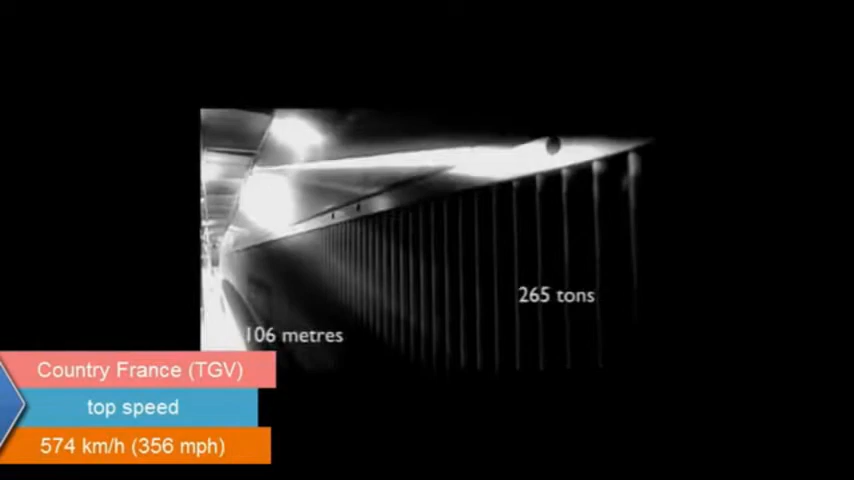 265 tons
106 metres
Country France (TGV)
top speed
574 km/h (356 mph)